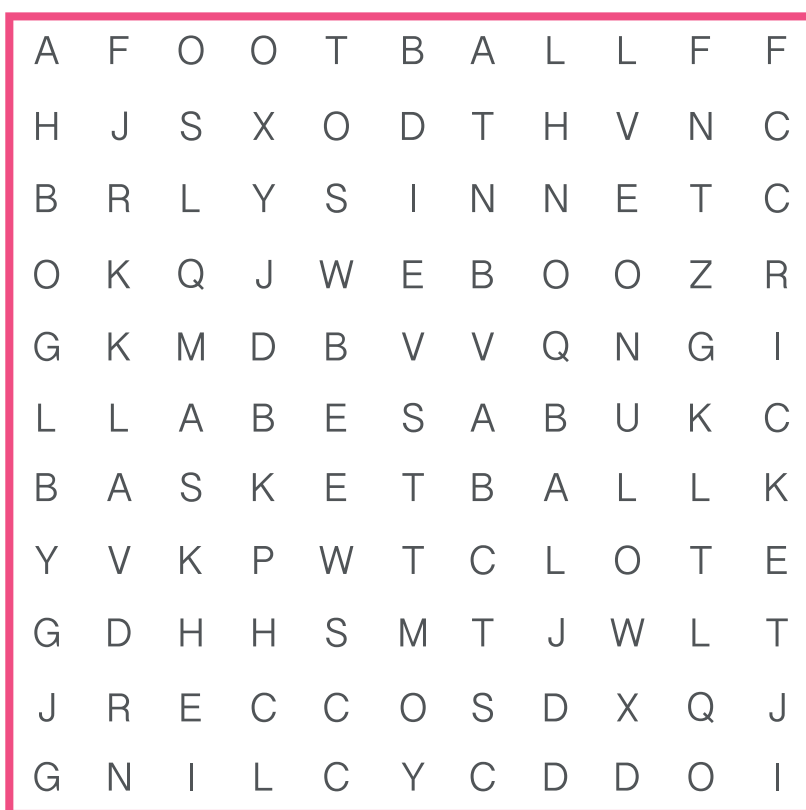 A F O O T B A L L F F
H J S X O D T H V N C
B R L Y S I N N E T C
O K Q J W E B O O Z R
G K M D B V V Q N G I
L L A B E S A B U K C
B A S K E T B A L L K
Y V K P W T C L O T E
G D H H S M T J W L T
J R E C C O S D X Q J
G N I L C Y C D D O I